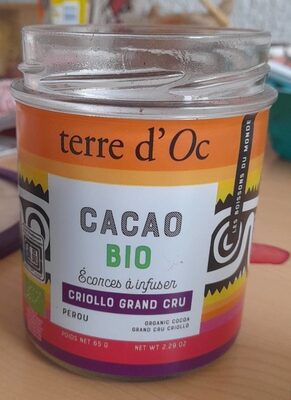 terre d'Oc
LES BOISSONS DU MONDE
CACAO
BIO
Écorces à infuser
CRIOLLO GRAND CRU
PEROU
ORGANIC COCOA
GRAND CRU CRIOLLO
POIDS NET 65 G
NET WT 2.29 OZ